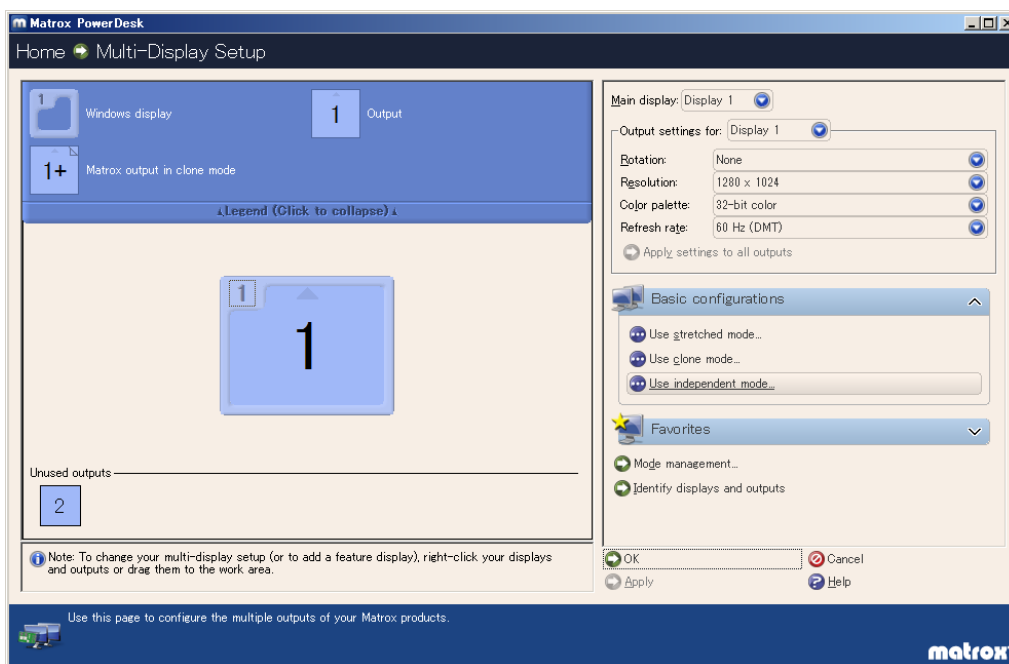 Matrox PowerDesk
Home Multi-Display Setup
1 Windows display
1 Output
1+ Matrox output in clone mode
Legend (Click to collapse)
1
1
Unused outputs
2
Note: To change your multi-display setup (or to add a feature display), right-click your displays
and outputs or drag them to the work area.
Main display: Display 1
Output settings for: Display 1
Rotation: None
Resolution: 1280 x 1024
Color palette: 32-bit color
Refresh rate: 60 Hz (DMT)
Apply settings to all outputs
Basic configurations
Use stretched mode...
Use clone mode...
Use independent mode...
Favorites
Mode management...
Identify displays and outputs
OK Cancel
Apply Help
Use this page to configure the multiple outputs of your Matrox products.
matrox